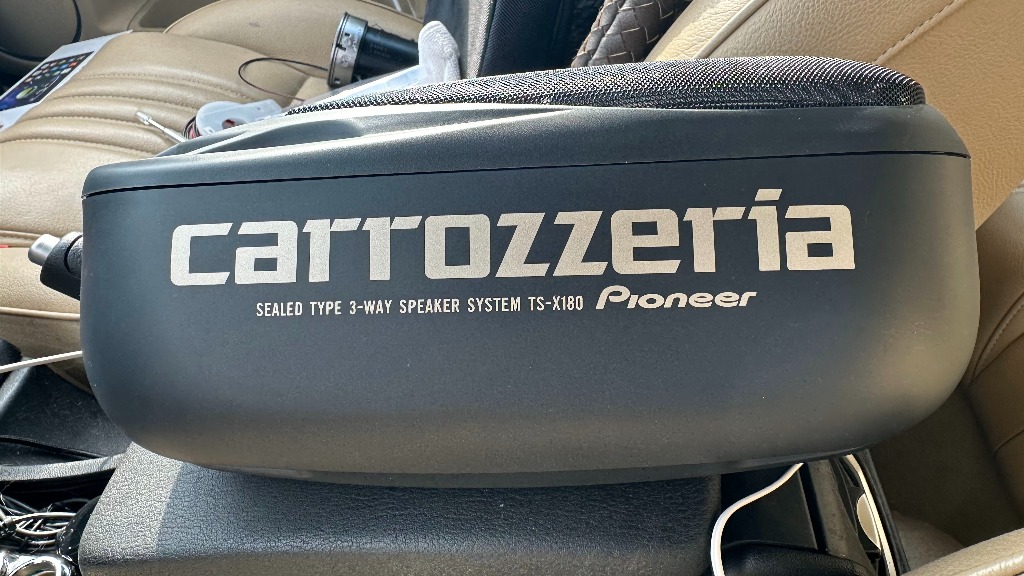 carrozzeria
SEALED TYPE 3-WAY SPEAKER SYSTEM TS-X180 Pioneer